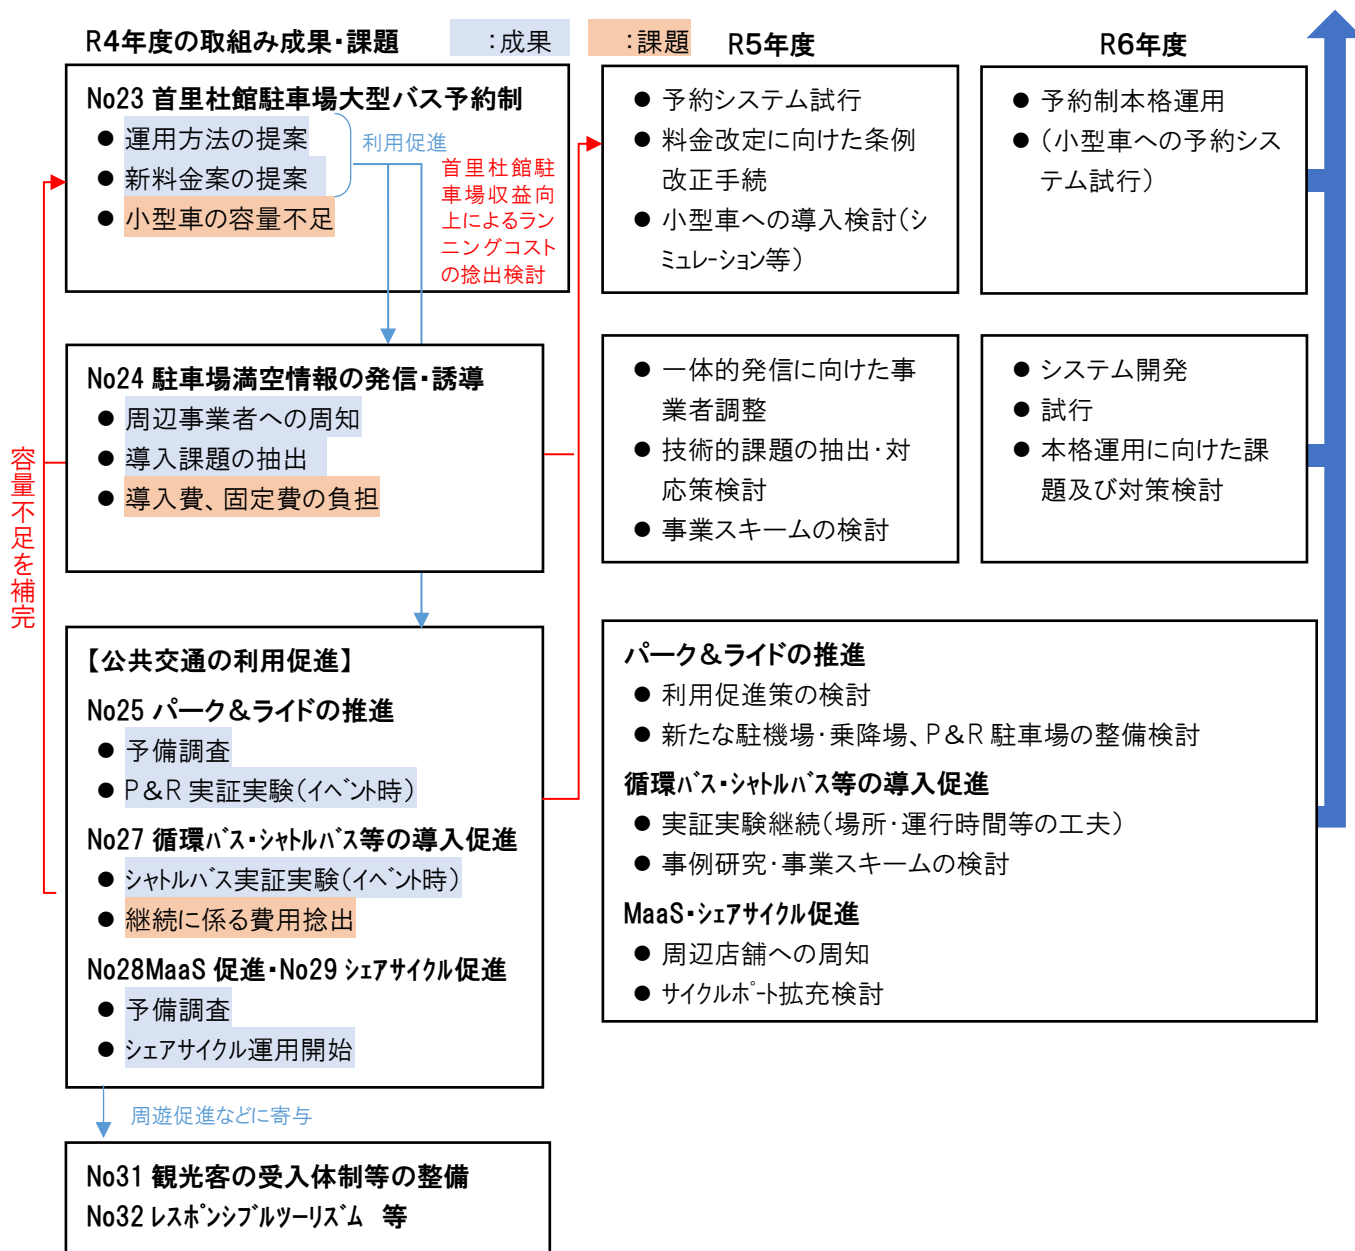 R4年度の取組み成果・課題
：成果
：課題
R5年度
R6年度
No23 首里杜館駐車場大型バス予約制
● 運用方法の提案
● 新料金案の提案
● 小型車の容量不足
利用促進
首里杜館駐
車場収益向
上によるラン
ニングコスト
の捻出検討
● 予約システム試行
● 料金改定に向けた条例
改正手続
● 小型車への導入検討（シ
ミュレーション等）
● 予約制本格運用
● （小型車への予約シス
テム試行）
No24 駐車場満空情報の発信・誘導
● 周辺事業者への周知
● 導入課題の抽出
● 導入費、固定費の負担
● 一体的発信に向けた事
業者調整
● 技術的課題の抽出・対
応策検討
● 事業スキームの検討
● システム開発
● 試行
● 本格運用に向けた課
題及び対策検討
容量不足を補完
【公共交通の利用促進】
No25 パーク＆ライドの推進
● 予備調査
● P＆R 実証実験（イベント時）
No27 循環バス・シャトルバス等の導入促進
● シャトルバス実証実験（イベント時）
● 継続に係る費用捻出
No28MaaS 促進・No29 シェアサイクル促進
● 予備調査
● シェアサイクル運用開始
パーク＆ライドの推進
● 利用促進策の検討
● 新たな駐機場・乗降場、P＆R 駐車場の整備検討
循環バス・シャトルバス等の導入促進
● 実証実験継続（場所・運行時間等の工夫）
● 事例研究・事業スキームの検討
MaaS・シェアサイクル促進
● 周辺店舗への周知
● サイクルポート拡充検討
周遊促進などに寄与
No31 観光客の受入体制等の整備
No32 レスポンシブルツーリズム 等